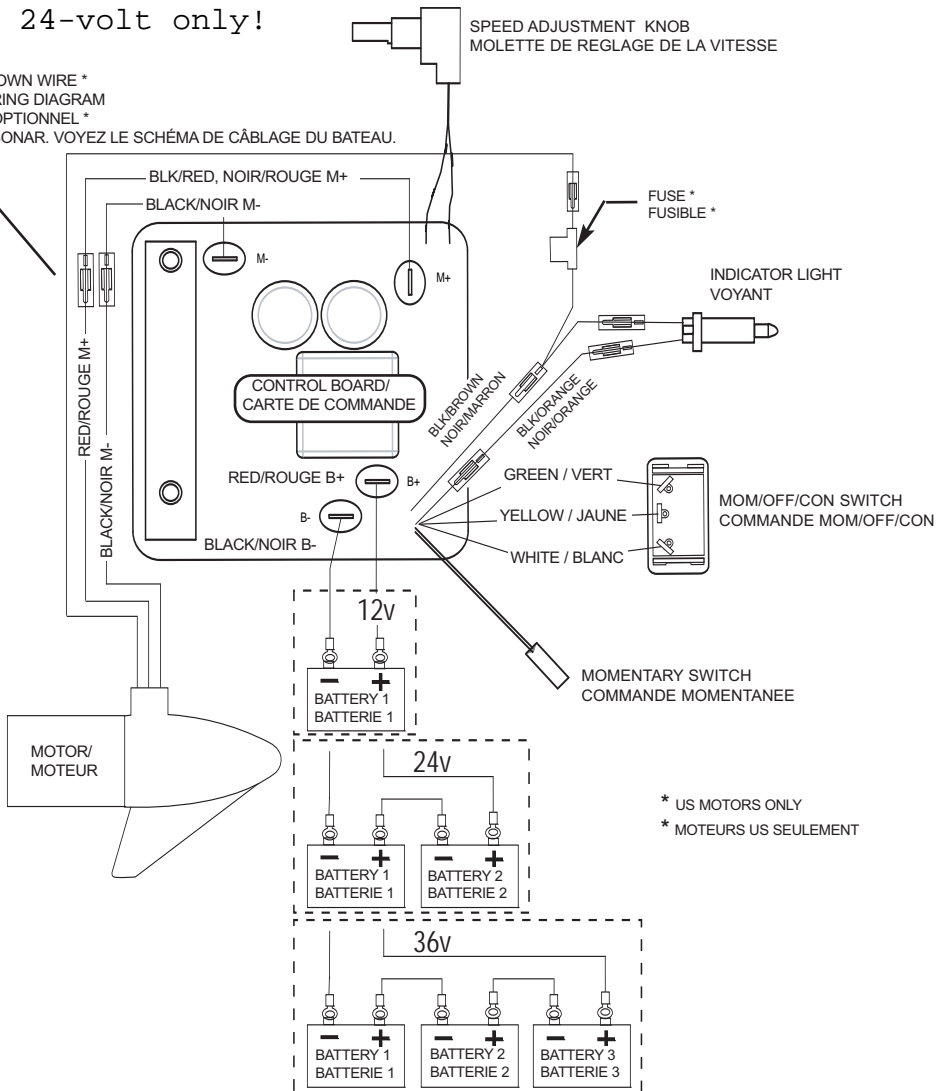 24-volt only!
SPEED ADJUSTMENT KNOB
MOLETTE DE REGLAGE DE LA VITESSE
WIRE *
DIAGRAM
OPTIONNEL *
VOYEZ LE SCHÉMA DE CÂBLAGE DU BATEAU.
BLK/RED, NOIR/ROUGE M+
BLACK/NOIR M-
FUSE *
FUSIBLE *
M-
M+
INDICATOR LIGHT
VOYANT
RED/ROUGE M+
BLACK/NOIR M-
CONTROL BOARD/
CARTE DE COMMANDE
BLK/BROWN
NOIR/MARRON
BLK/ORANGE
NOIR/ORANGE
RED/ROUGE B+
B+
B-
BLACK/NOIR B-
GREEN / VERT
YELLOW / JAUNE
WHITE / BLANC
MOM/OFF/CON SWITCH
COMMANDE MOM/OFF/CON
12v
− +
BATTERY 1
BATTERIE 1
MOMENTARY SWITCH
COMMANDE MOMENTANEE
MOTOR/
MOTEUR
24v
− +
BATTERY 1
BATTERIE 1
− +
BATTERY 2
BATTERIE 2
* US MOTORS ONLY
* MOTEURS US SEULEMENT
36v
− +
BATTERY 1
BATTERIE 1
− +
BATTERY 2
BATTERIE 2
− +
BATTERY 3
BATTERIE 3